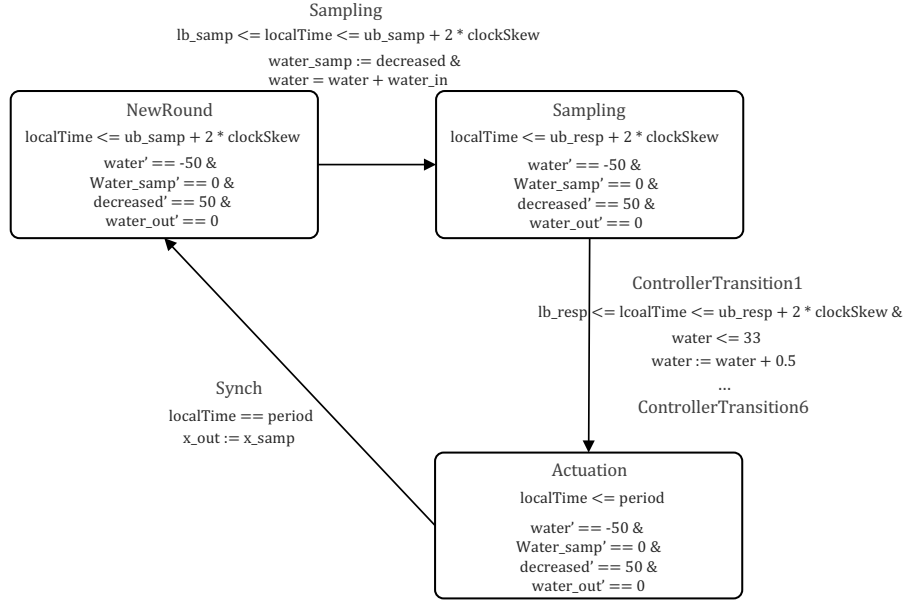 Sampling
lb_samp <= localTime <= ub_samp + 2 * clockSkew
water_samp := decreased &
water = water + water_in
NewRound
localTime <= ub_samp + 2 * clockSkew
water' == -50 &
Water_samp' == 0 &
decreased' == 50 &
water_out' == 0
Sampling
localTime <= ub_resp + 2 * clockSkew
water' == -50 &
Water_samp' == 0 &
decreased' == 50 &
water_out' == 0
ControllerTransition1
lb_resp <= lcoalTime <= ub_resp + 2 * clockSkew &
water <= 33
water := water + 0.5
...
ControllerTransition6
Synch
localTime == period
x_out := x_samp
Actuation
localTime <= period
water' == -50 &
Water_samp' == 0 &
decreased' == 50 &
water_out' == 0